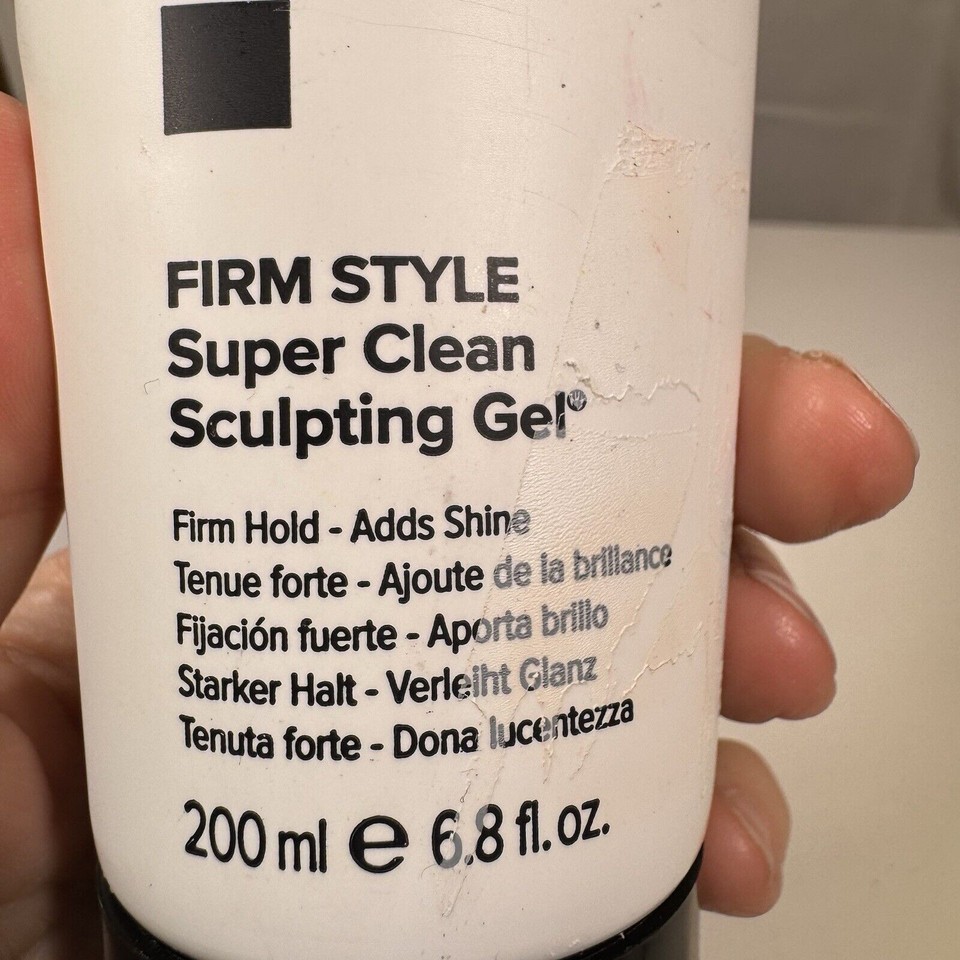 FIRM STYLE
Super Clean
Sculpting Gel®
Firm Hold - Adds Shine
Tenue forte - Ajoute de la brillance
Fijación fuerte - Aporta brillo
Starker Halt - Verleiht Glanz
Tenuta forte - Dona lucentezza
200 ml e 6.8 fl. oz.